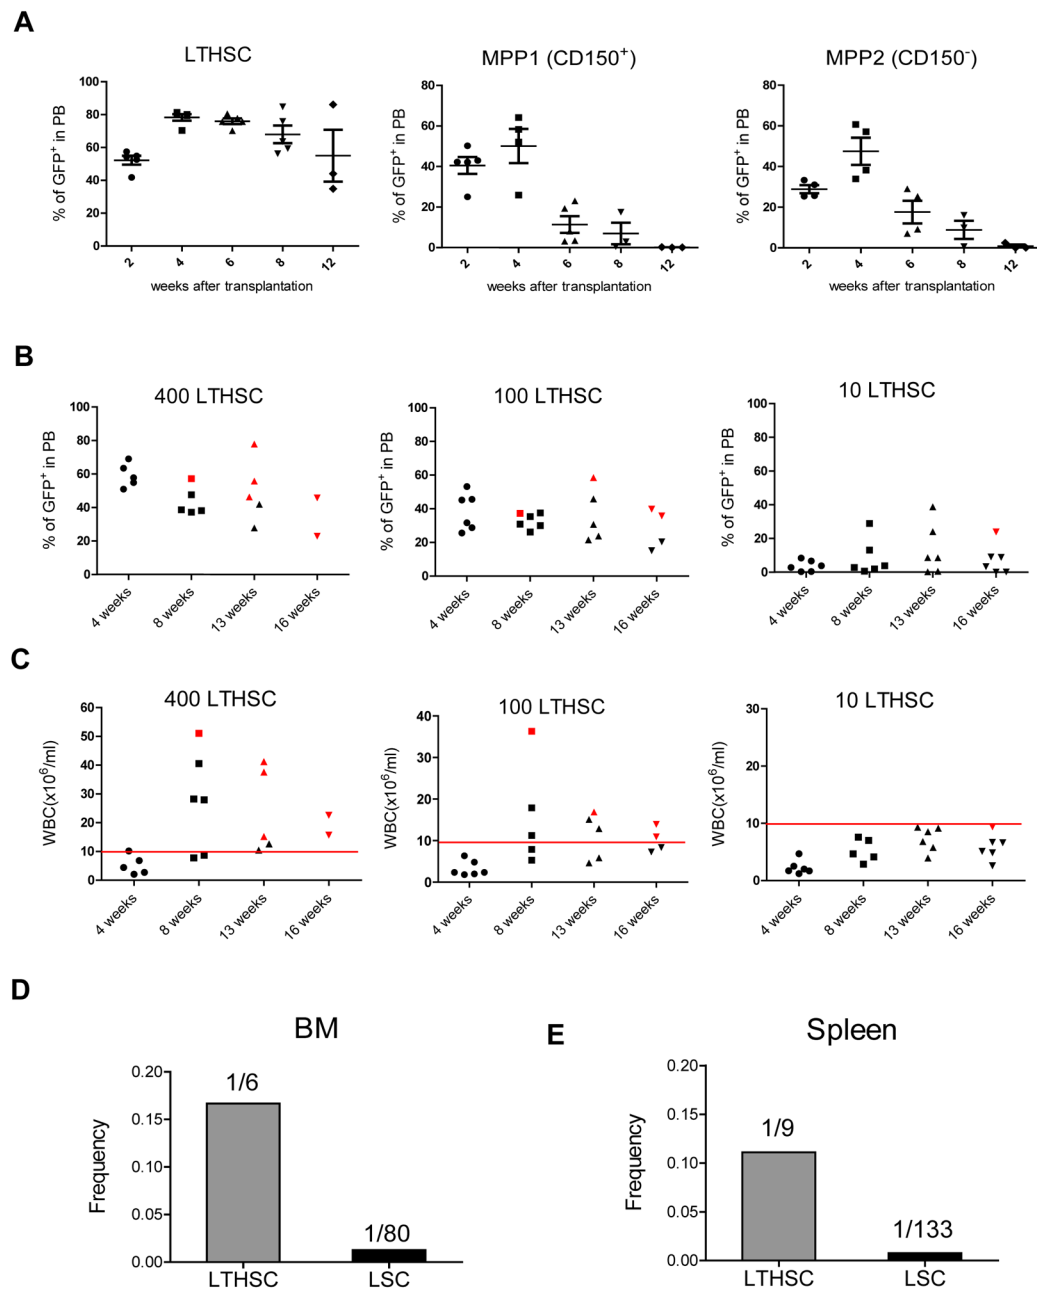 A
LTHSC
MPP1 (CD150+)
MPP2 (CD150-)
% of GFP+ in PB
100
80
60
40
20
0
2 4 6 8 12
weeks after transplantation
% of GFP+ in PB
80
60
40
20
0
2 4 6 8 12
weeks after transplantation
% of GFP+ in PB
80
60
40
20
0
2 4 6 8 12
weeks after transplantation
B
400 LTHSC
100 LTHSC
10 LTHSC
% of GFP+ in PB
100
80
60
40
20
0
4 weeks 8 weeks 13 weeks 16 weeks
% of GFP+ in PB
100
80
60
40
20
0
4 weeks 8 weeks 13 weeks 16 weeks
% of GFP+ in PB
100
80
60
40
20
0
4 weeks 8 weeks 13 weeks 16 weeks
C
400 LTHSC
100 LTHSC
10 LTHSC
WBC(x10⁶/ml)
60
50
40
30
20
10
0
4 weeks 8 weeks 13 weeks 16 weeks
WBC(x10⁶/ml)
40
30
20
10
0
4 weeks 8 weeks 13 weeks 16 weeks
WBC(x10⁶/ml)
30
20
10
0
4 weeks 8 weeks 13 weeks 16 weeks
D
BM
Frequency
0.20
0.15
0.10
0.05
0.00
1/6
1/80
LTHSC LSC
E
Spleen
Frequency
0.20
0.15
0.10
0.05
0.00
1/9
1/133
LTHSC LSC